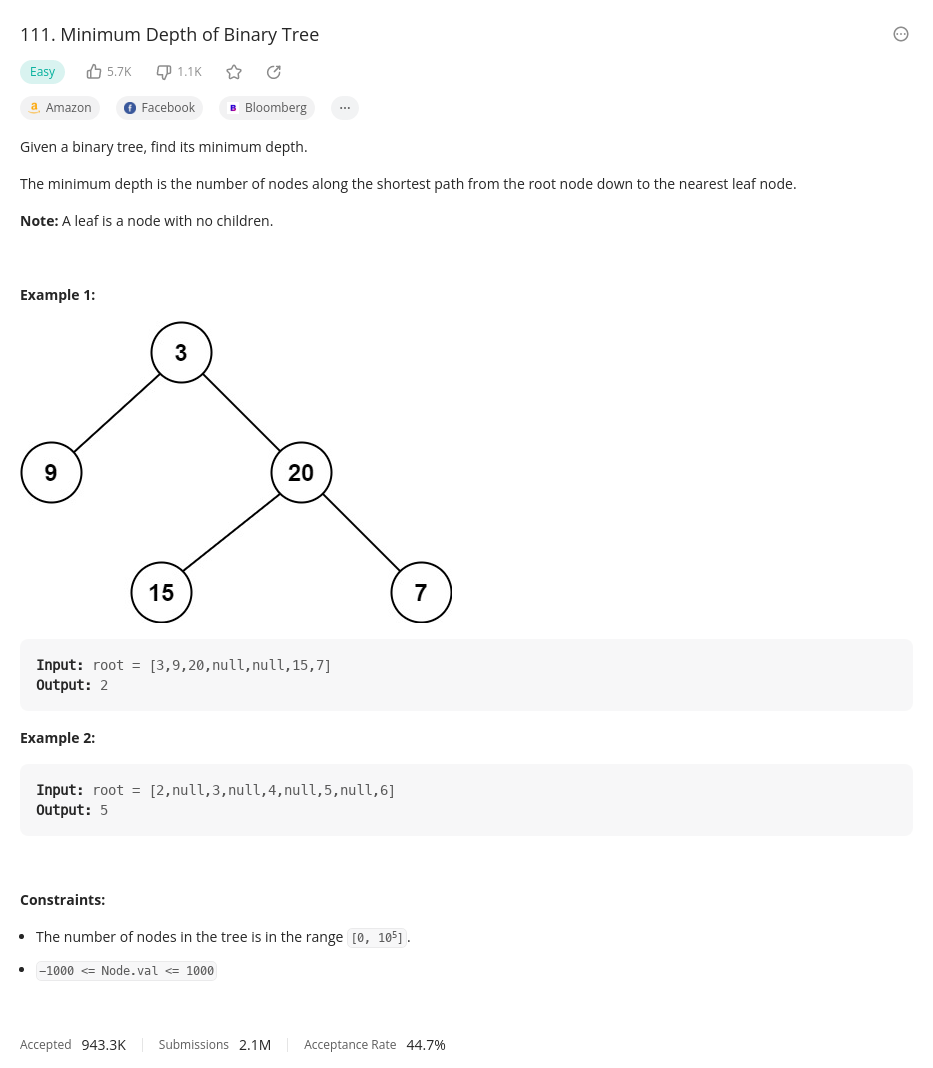 111. Minimum Depth of Binary Tree
Easy 5.7K 1.1K
Amazon Facebook Bloomberg ...
Given a binary tree, find its minimum depth.
The minimum depth is the number of nodes along the shortest path from the root node down to the nearest leaf node.
Note: A leaf is a node with no children.
Example 1:
3
9 20
15 7
Input: root = [3,9,20,null,null,15,7]
Output: 2
Example 2:
Input: root = [2,null,3,null,4,null,5,null,6]
Output: 5
Constraints:
• The number of nodes in the tree is in the range [0, 10⁵].
• -1000 <= Node.val <= 1000
Accepted 943.3K Submissions 2.1M Acceptance Rate 44.7%